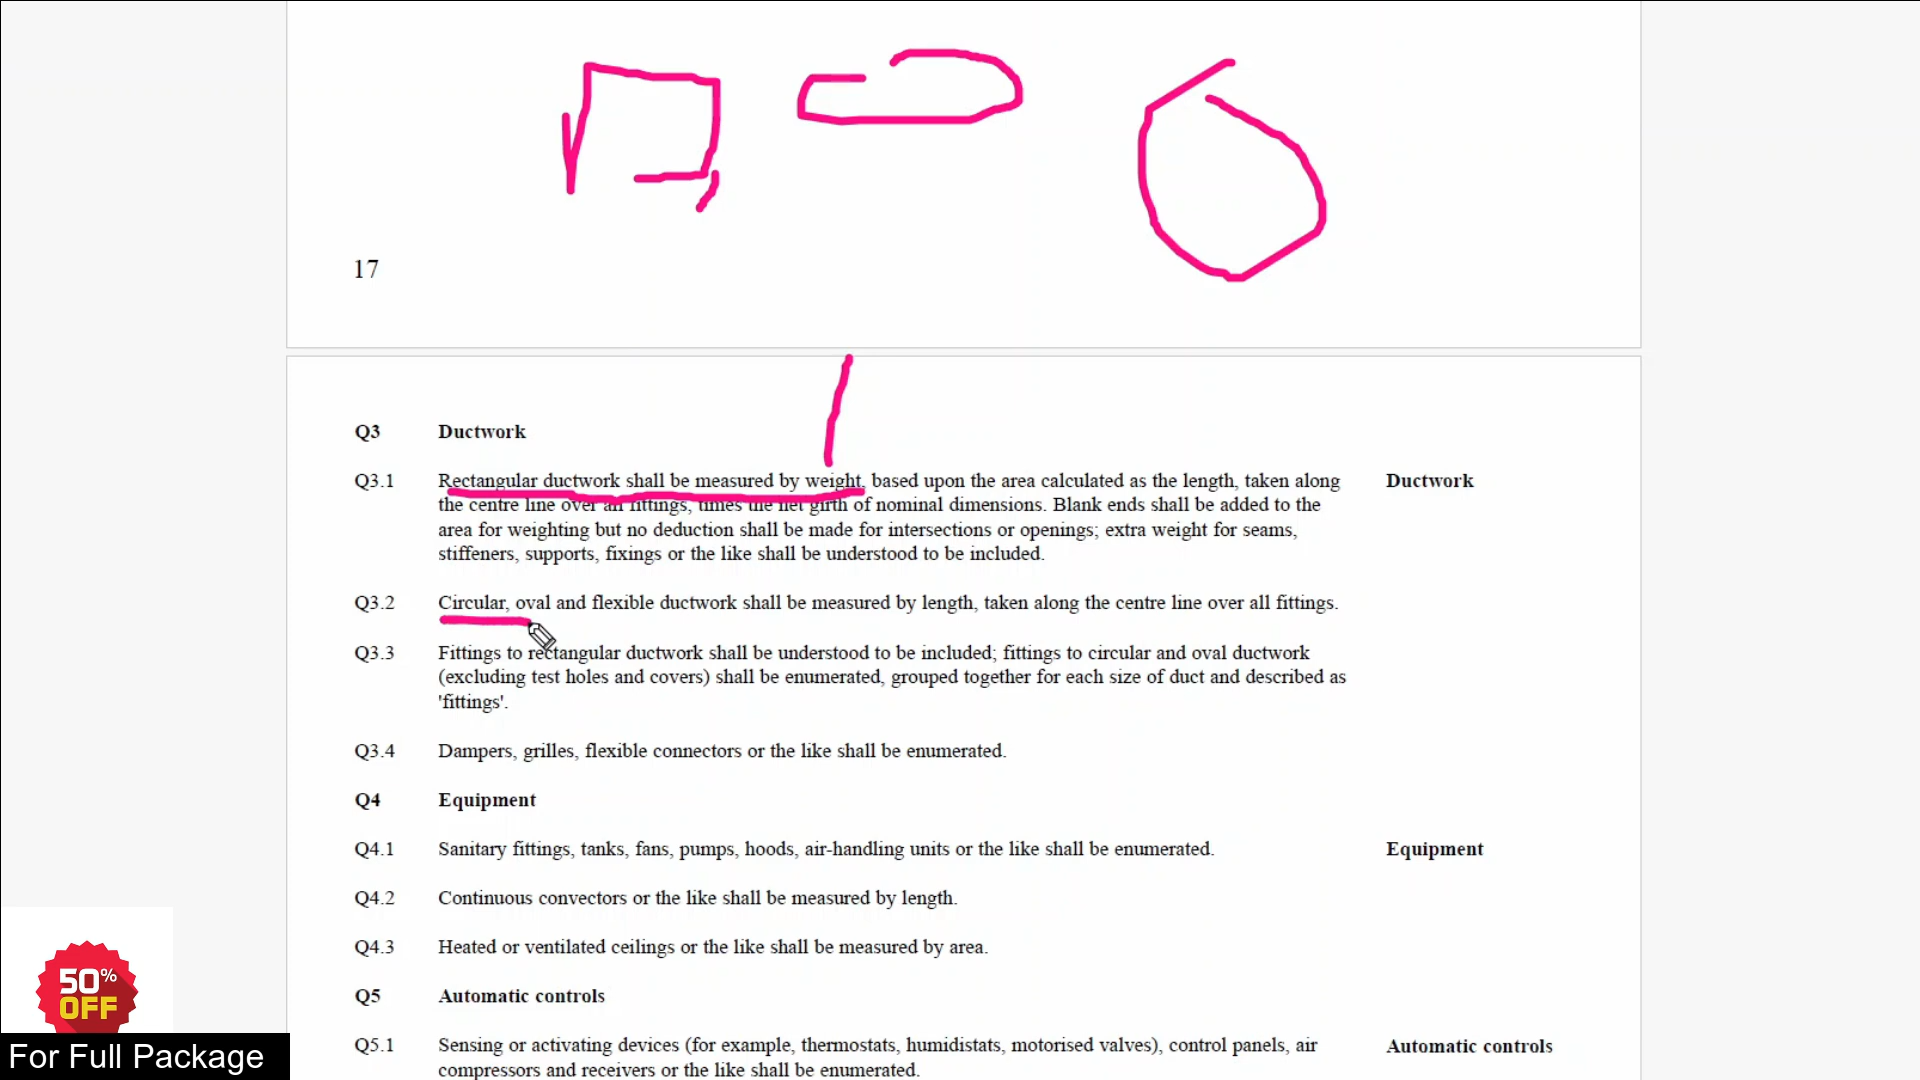 17
Q3 Ductwork
Q3.1 Rectangular ductwork shall be measured by weight, based upon the area calculated as the length, taken along Ductwork
the centre line over all fittings, times the net girth of nominal dimensions. Blank ends shall be added to the
area for weighting but no deduction shall be made for intersections or openings; extra weight for seams,
stiffeners, supports, fixings or the like shall be understood to be included.
Q3.2 Circular, oval and flexible ductwork shall be measured by length, taken along the centre line over all fittings.
Q3.3 Fittings to rectangular ductwork shall be understood to be included; fittings to circular and oval ductwork
(excluding test holes and covers) shall be enumerated, grouped together for each size of duct and described as
'fittings'.
Q3.4 Dampers, grilles, flexible connectors or the like shall be enumerated.
Q4 Equipment
Q4.1 Sanitary fittings, tanks, fans, pumps, hoods, air-handling units or the like shall be enumerated. Equipment
Q4.2 Continuous convectors or the like shall be measured by length.
Q4.3 Heated or ventilated ceilings or the like shall be measured by area.
Q5 Automatic controls
Q5.1 Sensing or activating devices (for example, thermostats, humidistats, motorised valves), control panels, air Automatic controls
compressors and receivers or the like shall be enumerated.
50%
OFF
For Full Package